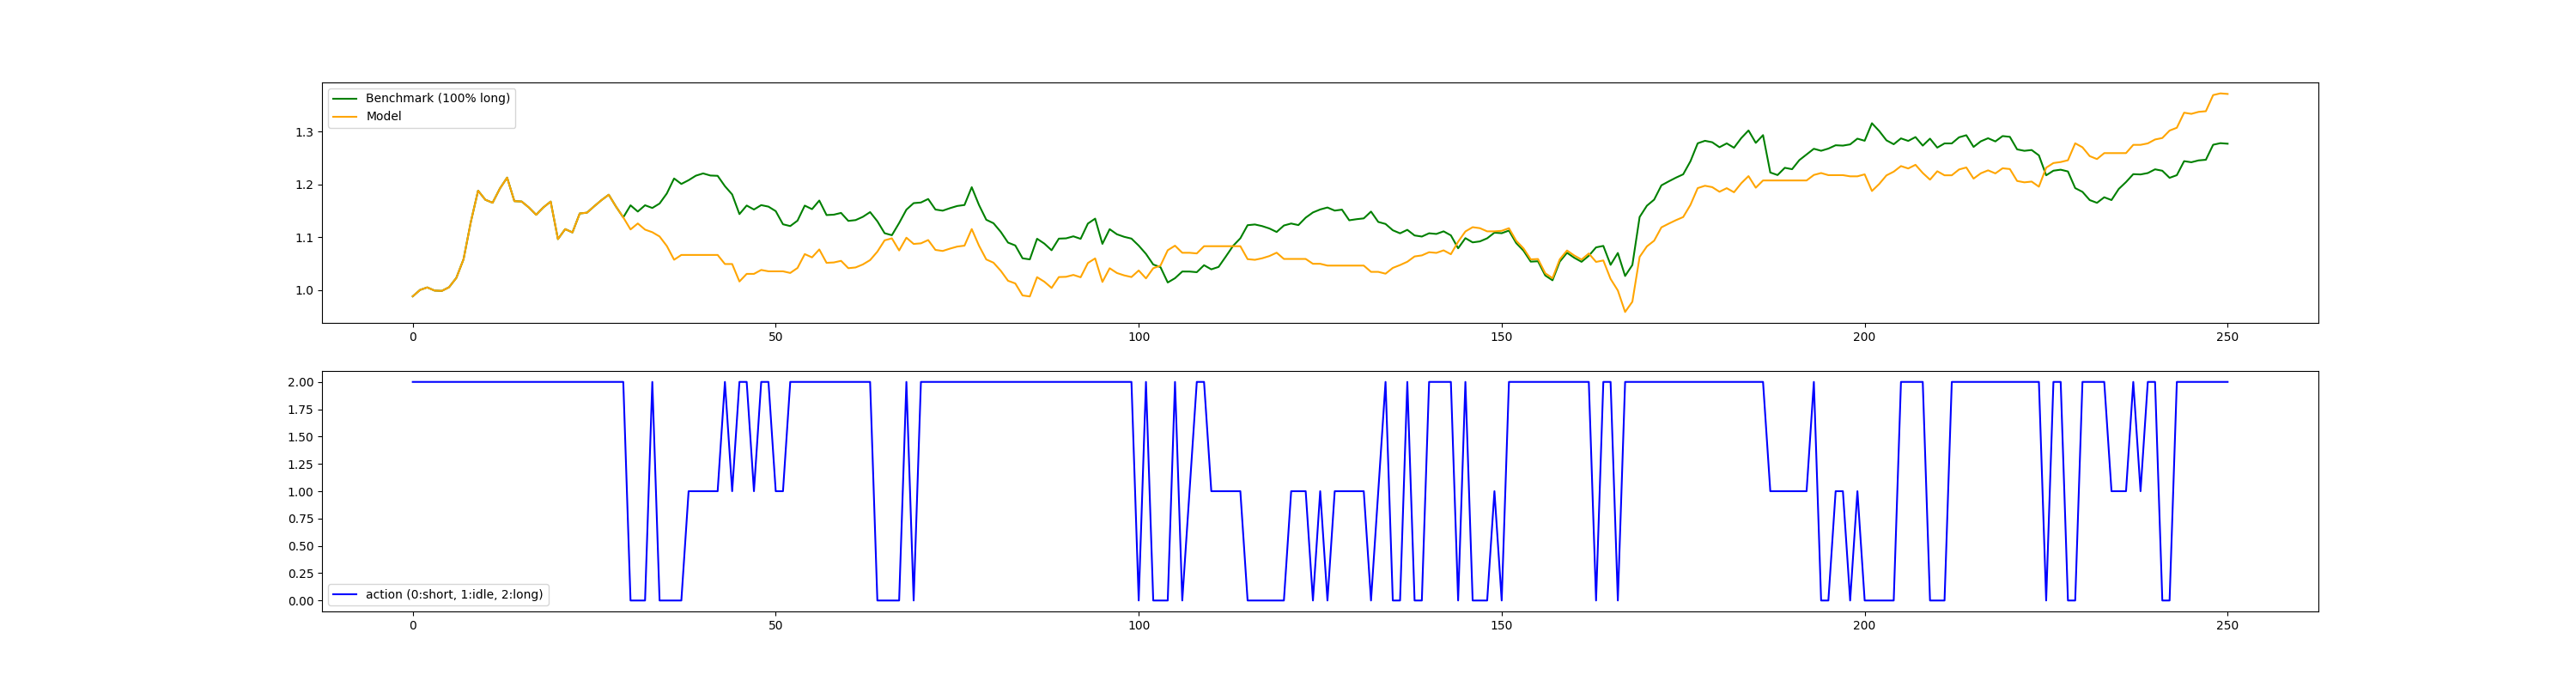 Benchmark (100% long)
Model
1.3
1.2
1.1
1.0
0 50 100 150 200 250
2.00
1.75
1.50
1.25
1.00
0.75
0.50
0.25
0.00
action (0:short, 1:idle, 2:long)
0 50 100 150 200 250